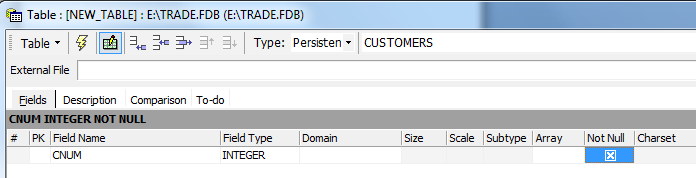 Table : [NEW_TABLE] : E:\TRADE.FDB (E:\TRADE.FDB)
Table Type: Persisten CUSTOMERS
External File
Fields Description Comparison To-do
CNUM INTEGER NOT NULL
# PK Field Name Field Type Domain Size Scale Subtype Array Not Null Charset
CNUM INTEGER